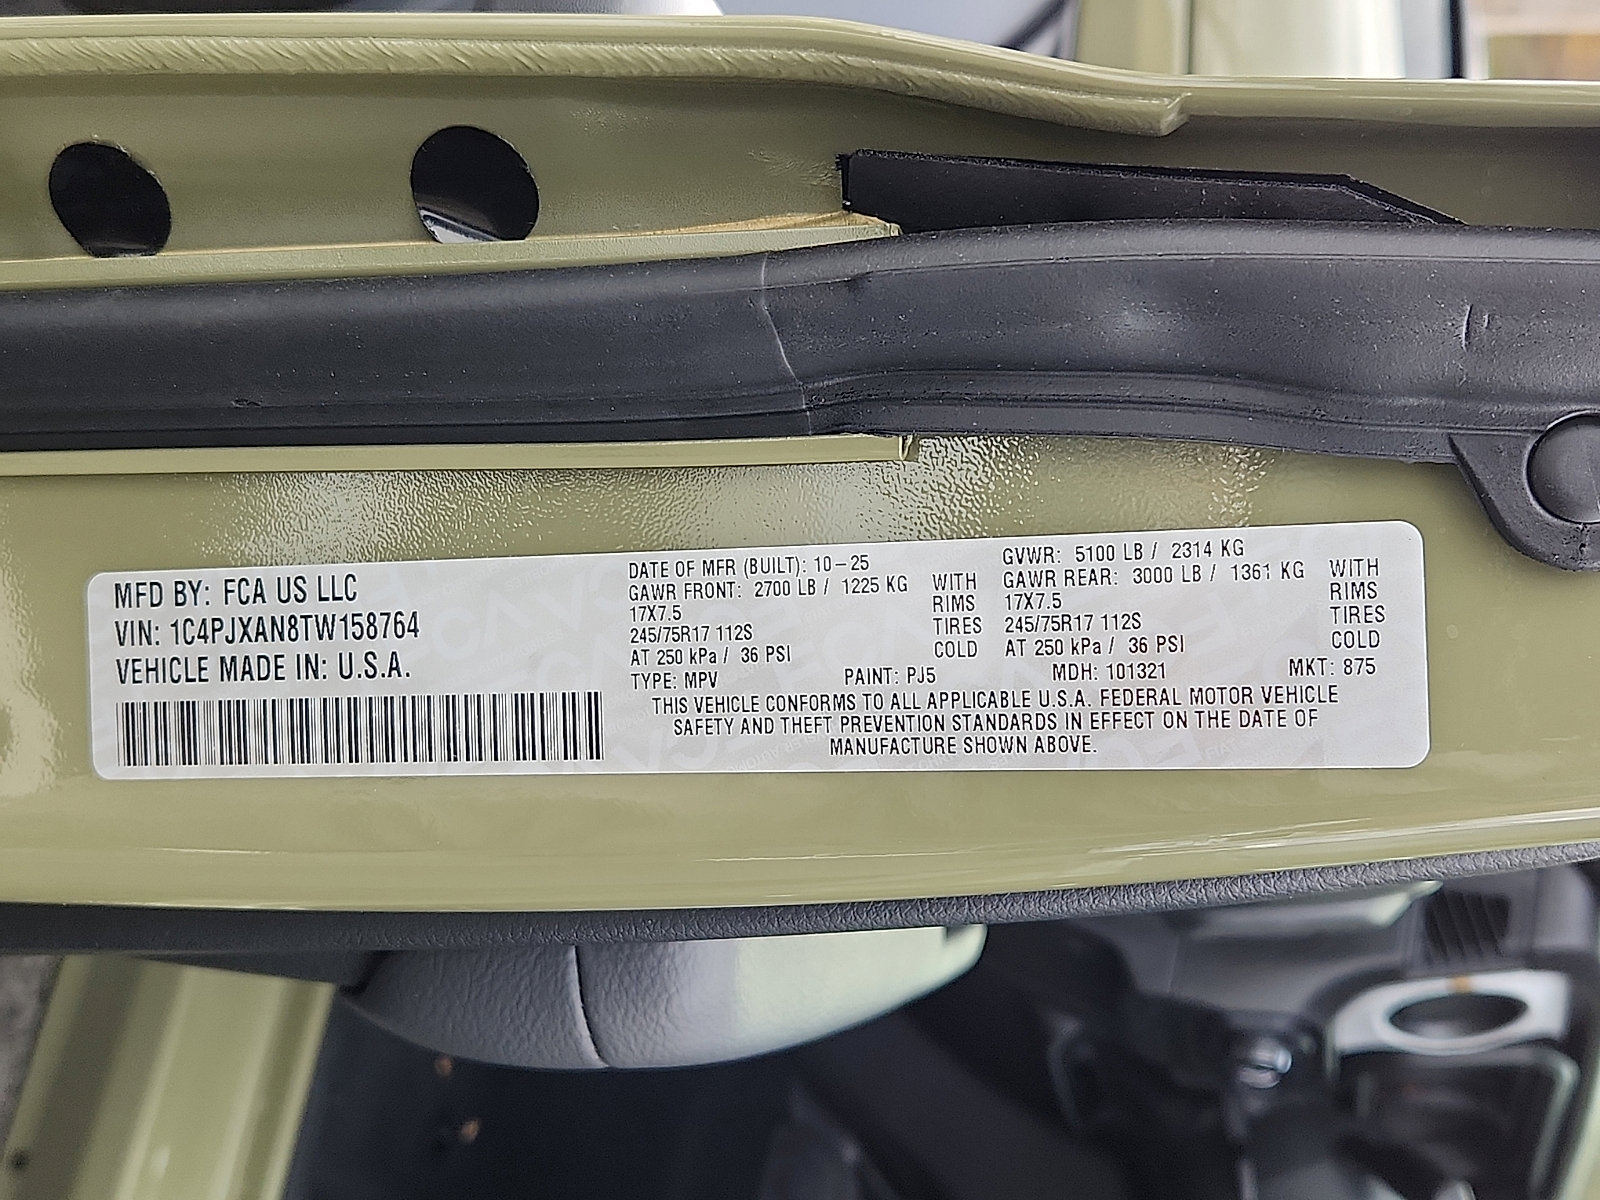 MFD BY: FCA US LLC
VIN: 1C4PJXAN8TW158764
VEHICLE MADE IN: U.S.A.
DATE OF MFR (BUILT): 10-25
GAWR FRONT: 2700 LB / 1225 KG WITH
17X7.5 RIMS
245/75R17 112S TIRES
AT 250 kPa / 36 PSI COLD
GVWR: 5100 LB / 2314 KG
GAWR REAR: 3000 LB / 1361 KG WITH
17X7.5 RIMS
245/75R17 112S TIRES
AT 250 kPa / 36 PSI COLD
TYPE: MPV PAINT: PJ5 MDH: 101321 MKT: 875
THIS VEHICLE CONFORMS TO ALL APPLICABLE U.S.A. FEDERAL MOTOR VEHICLE
SAFETY AND THEFT PREVENTION STANDARDS IN EFFECT ON THE DATE OF
MANUFACTURE SHOWN ABOVE.